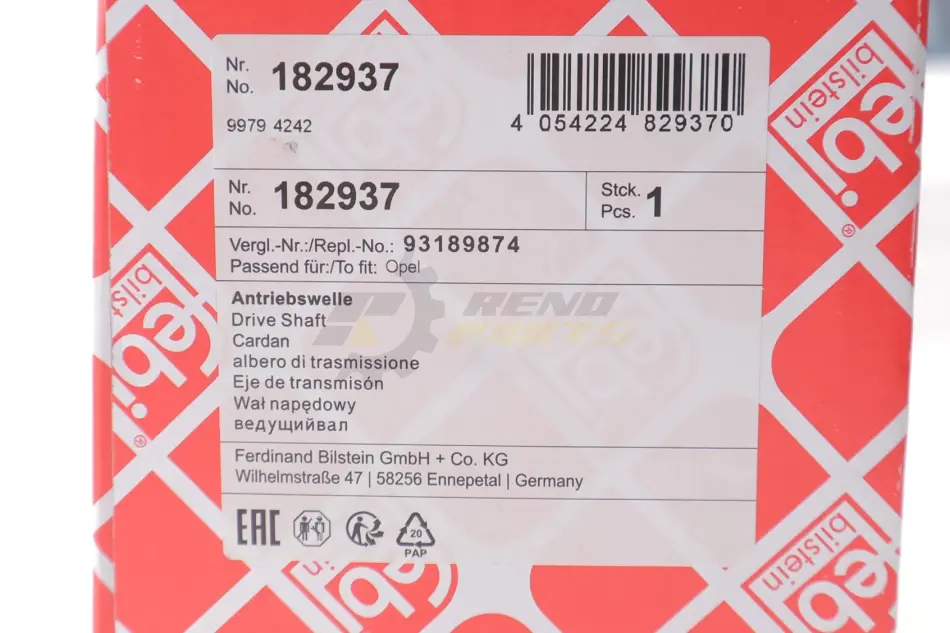 Nr.
No. 182937
4 054224 829370
9979 4242
Nr.
No. 182937
Stck.
Pcs. 1
Vergl.-Nr./Repl.-No.: 93189874
Passend für:/To fit: Opel
Antriebswelle
Drive Shaft
Cardan
albero di trasmissione
Eje de transmisón
Wał napędowy
ведущийвал
Ferdinand Bilstein GmbH + Co. KG
Wilhelmstraße 47 | 58256 Ennepetal | Germany
EAC
20
PAP
RENO
PARTS
febi
bilstein
febi
bilstein
febi
bilstein
febi
bilstein